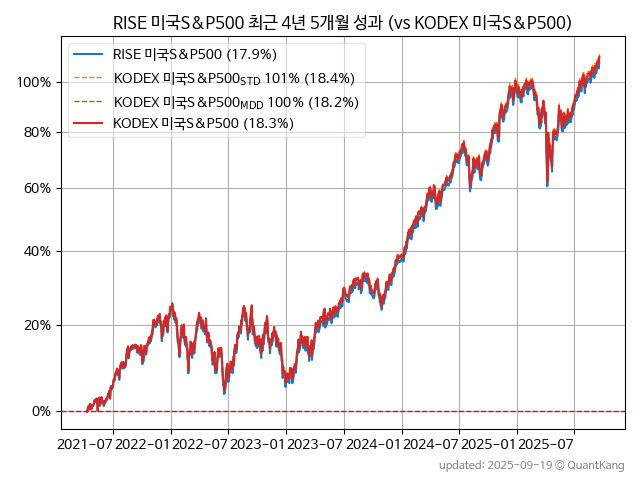 RISE 미국S&P500 최근 4년 5개월 성과 (vs KODEX 미국S&P500)
RISE 미국S&P500 (17.9%)
KODEX 미국S&P500STD 101% (18.4%)
KODEX 미국S&P500MDD 100% (18.2%)
KODEX 미국S&P500 (18.3%)
100%
80%
60%
40%
20%
0%
2021-07 2022-01 2022-07 2023-01 2023-07 2024-01 2024-07 2025-01 2025-07
updated: 2025-09-19 © QuantKang